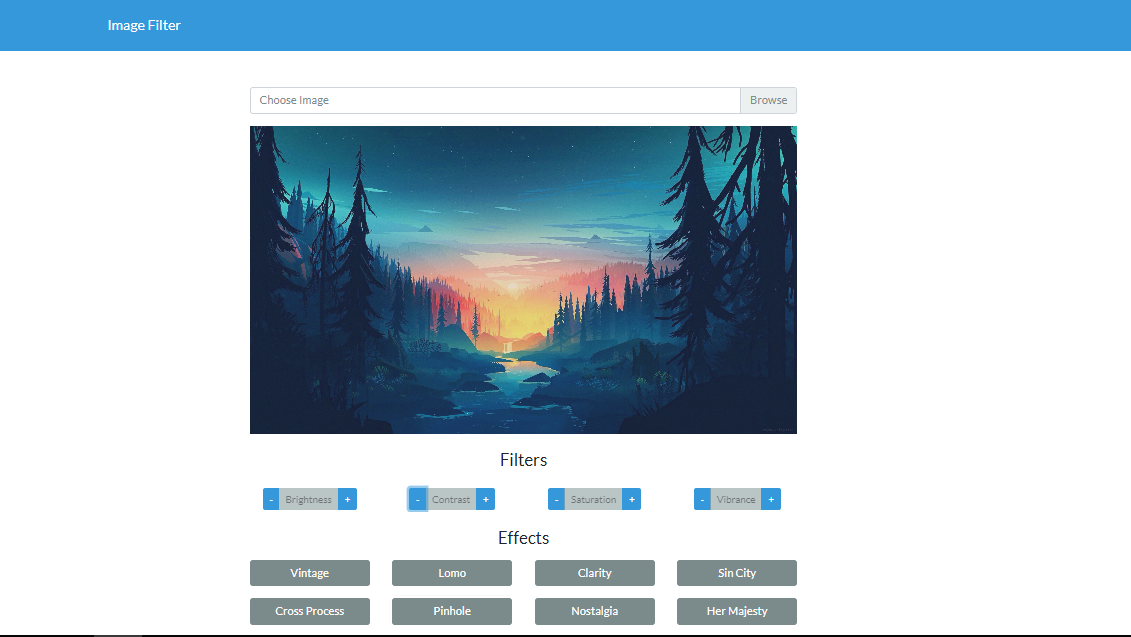 Image Filter
Choose Image Browse
Filters
- Brightness + - Contrast + - Saturation + - Vibrance +
Effects
Vintage Lomo Clarity Sin City
Cross Process Pinhole Nostalgia Her Majesty